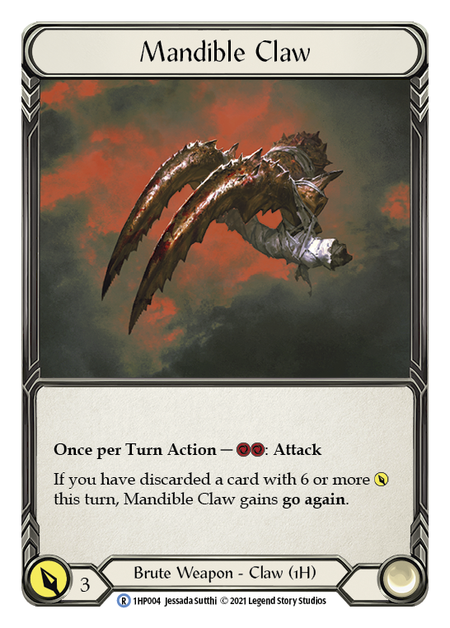 Mandible Claw
Once per Turn Action — : Attack
If you have discarded a card with 6 or more
this turn, Mandible Claw gains go again.
3
Brute Weapon - Claw (1H)
R 1HP004 Jessada Sutthi © 2021 Legend Story Studios